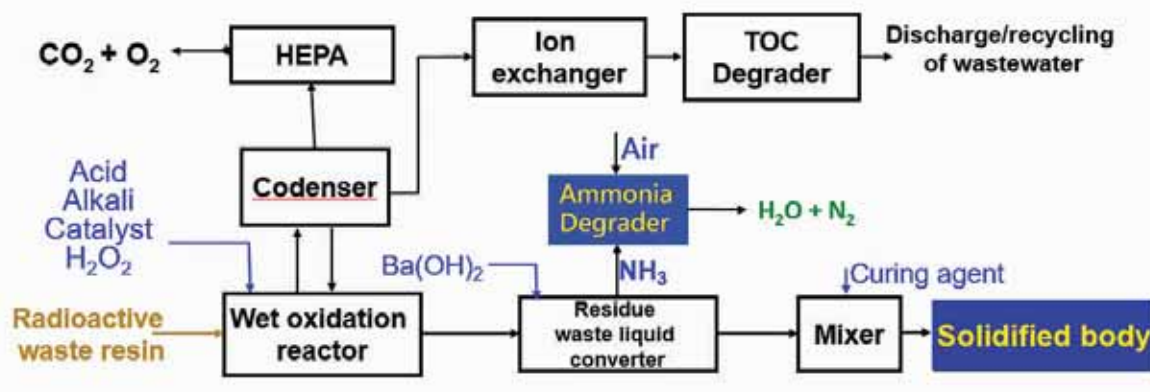 CO₂ + O₂
HEPA
Ion
exchanger
TOC
Degrader
Discharge/recycling
of wastewater
Acid
Alkali
Catalyst
H₂O₂
Codenser
Air
Ammonia
Degrader
H₂O + N₂
Ba(OH)₂
NH₃
Curing agent
Radioactive
waste resin
Wet oxidation
reactor
Residue
waste liquid
converter
Mixer
Solidified body